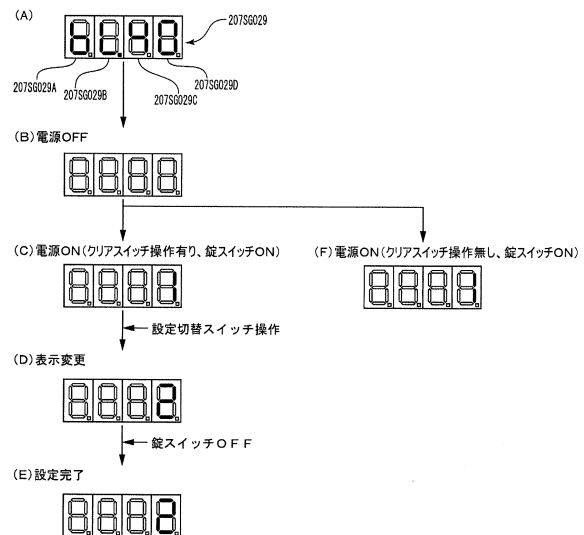 (A)
207SG029
207SG029A
207SG029B
207SG029C
207SG029D
(B)電源OFF
(C)電源ON(クリアスイッチ操作有り、錠スイッチON)
(F)電源ON(クリアスイッチ操作無し、錠スイッチON)
1
1
設定切替スイッチ操作
(D)表示変更
2
錠スイッチOFF
(E)設定完了
2